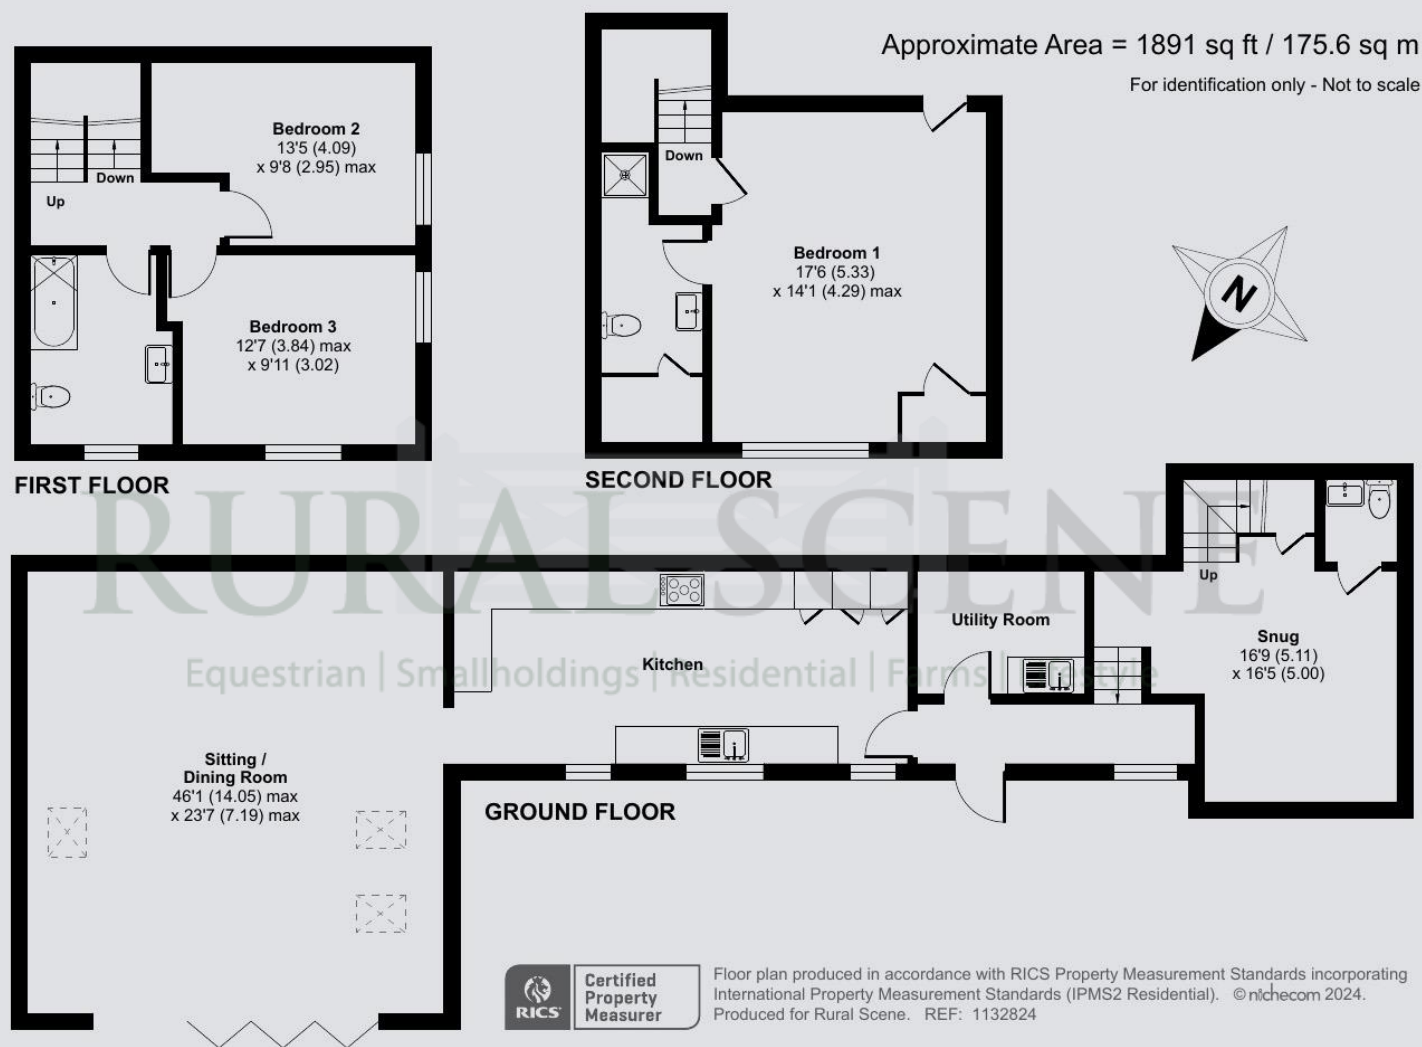 Approximate Area = 1891 sq ft / 175.6 sq m
For identification only - Not to scale
Bedroom 2
13'5 (4.09)
x 9'8 (2.95) max
Down
Up
Bedroom 3
12'7 (3.84) max
x 9'11 (3.02)
FIRST FLOOR
Down
Bedroom 1
17'6 (5.33)
x 14'1 (4.29) max
SECOND FLOOR
N
RURAL SCENE
Equestrian | Smallholdings | Residential | Farms | Lifestyle
Kitchen
Utility Room
Up
Snug
16'9 (5.11)
x 16'5 (5.00)
Sitting /
Dining Room
46'1 (14.05) max
x 23'7 (7.19) max
GROUND FLOOR
RICS
Certified
Property
Measurer
Floor plan produced in accordance with RICS Property Measurement Standards incorporating
International Property Measurement Standards (IPMS2 Residential). © nichecom 2024.
Produced for Rural Scene. REF: 1132824